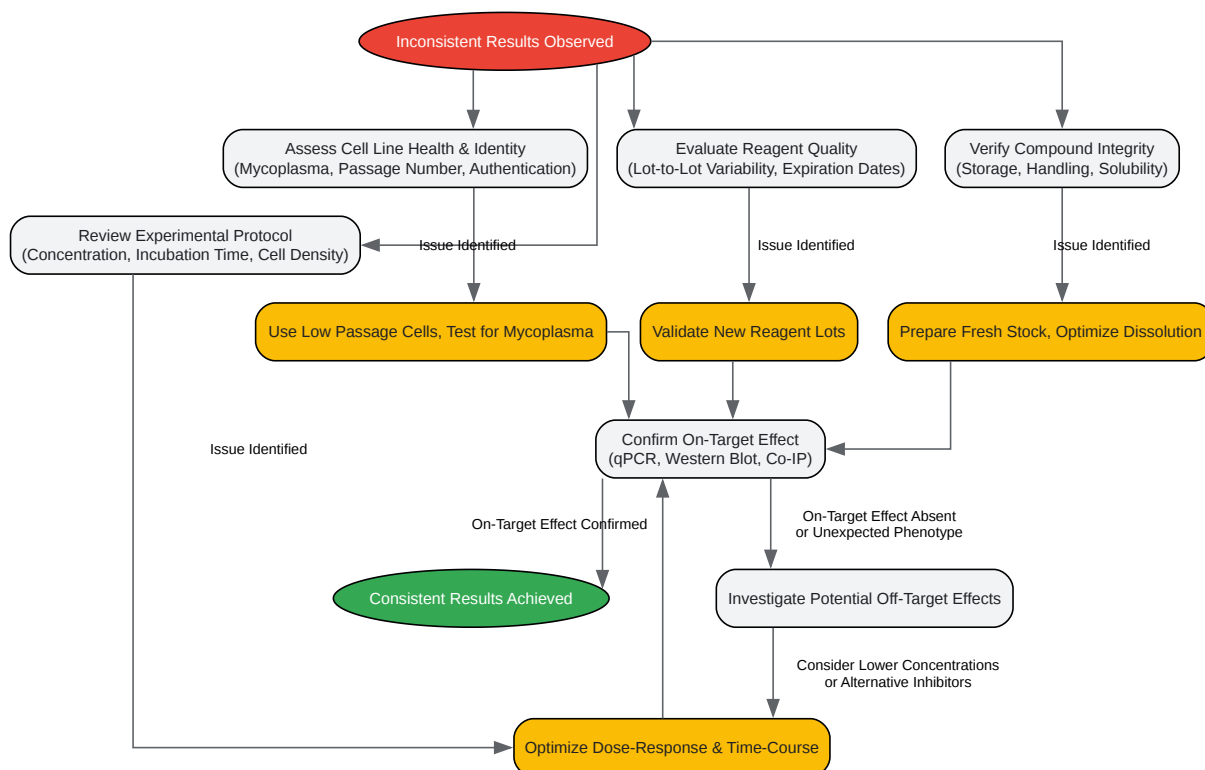 Inconsistent Results Observed
Assess Cell Line Health & Identity
(Mycoplasma, Passage Number, Authentication)
Evaluate Reagent Quality
(Lot-to-Lot Variability, Expiration Dates)
Verify Compound Integrity
(Storage, Handling, Solubility)
Review Experimental Protocol
(Concentration, Incubation Time, Cell Density)
Issue Identified
Issue Identified
Issue Identified
Use Low Passage Cells, Test for Mycoplasma
Validate New Reagent Lots
Prepare Fresh Stock, Optimize Dissolution
Issue Identified
Confirm On-Target Effect
(qPCR, Western Blot, Co-IP)
On-Target Effect Confirmed
On-Target Effect Absent
or Unexpected Phenotype
Consistent Results Achieved
Investigate Potential Off-Target Effects
Consider Lower Concentrations
or Alternative Inhibitors
Optimize Dose-Response & Time-Course